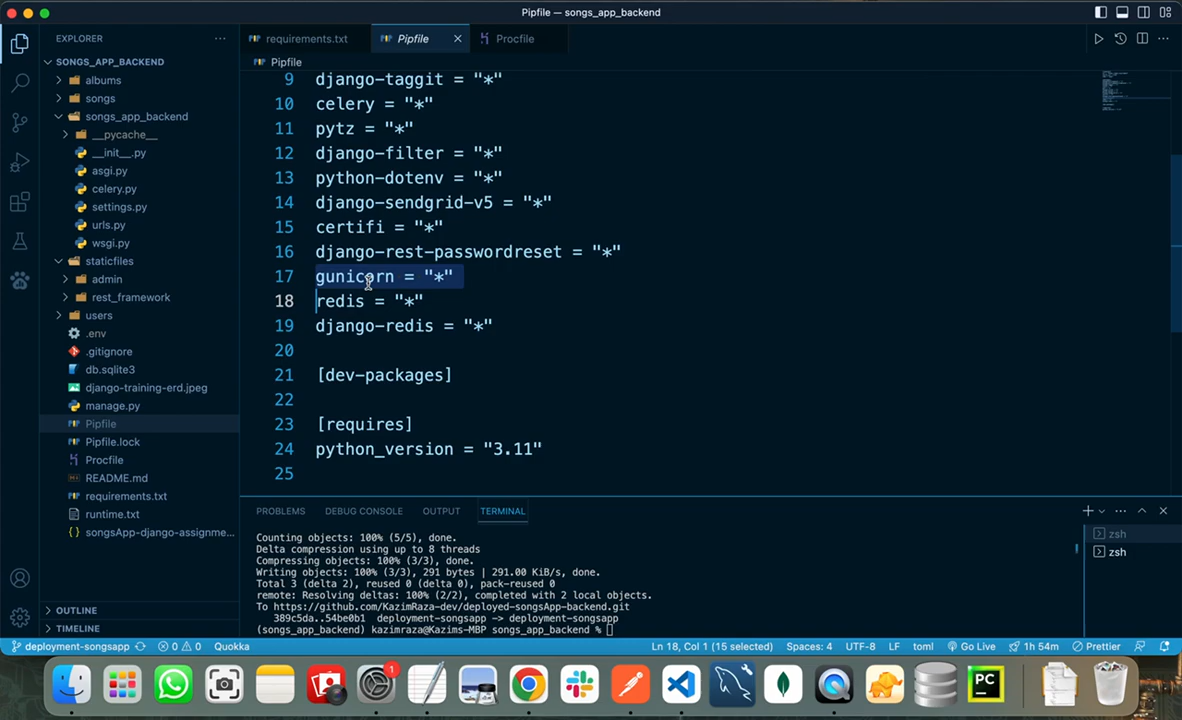 Pipfile — songs_app_backend
EXPLORER
requirements.txt
Pipfile
Procfile
SONGS_APP_BACKEND
albums
songs
songs_app_backend
__pycache__
__init__.py
asgi.py
celery.py
settings.py
urls.py
wsgi.py
staticfiles
admin
rest_framework
users
.env
.gitignore
db.sqlite3
django-training-erd.jpeg
manage.py
Pipfile
Pipfile.lock
Procfile
README.md
requirements.txt
runtime.txt
songsApp-django-assignme...
OUTLINE
TIMELINE
Pipfile
9 django-taggit = "*"
10 celery = "*"
11 pytz = "*"
12 django-filter = "*"
13 python-dotenv = "*"
14 django-sendgrid-v5 = "*"
15 certifi = "*"
16 django-rest-passwordreset = "*"
17 gunicorn = "*"
18 redis = "*"
19 django-redis = "*"
20
21 [dev-packages]
22
23 [requires]
24 python_version = "3.11"
25
PROBLEMS DEBUG CONSOLE OUTPUT TERMINAL
Counting objects: 100% (5/5), done.
Delta compression using up to 8 threads
Compressing objects: 100% (3/3), done.
Writing objects: 100% (3/3), 291 bytes | 291.00 KiB/s, done.
Total 3 (delta 2), reused 0 (delta 0), pack-reused 0
remote: Resolving deltas: 100% (2/2), completed with 2 local objects.
To https://github.com/KazimRaza-dev/deployed-songsApp-backend.git
389c5da..54be0b1 deployment-songsapp -> deployment-songsapp
(songs_app_backend) kazimraza@Kazims-MBP songs_app_backend %
zsh
zsh
deployment-songsapp 0 0 Quokka Ln 18, Col 1 (15 selected) Spaces: 4 UTF-8 LF toml Go Live 1h 54m Prettier
1
PC